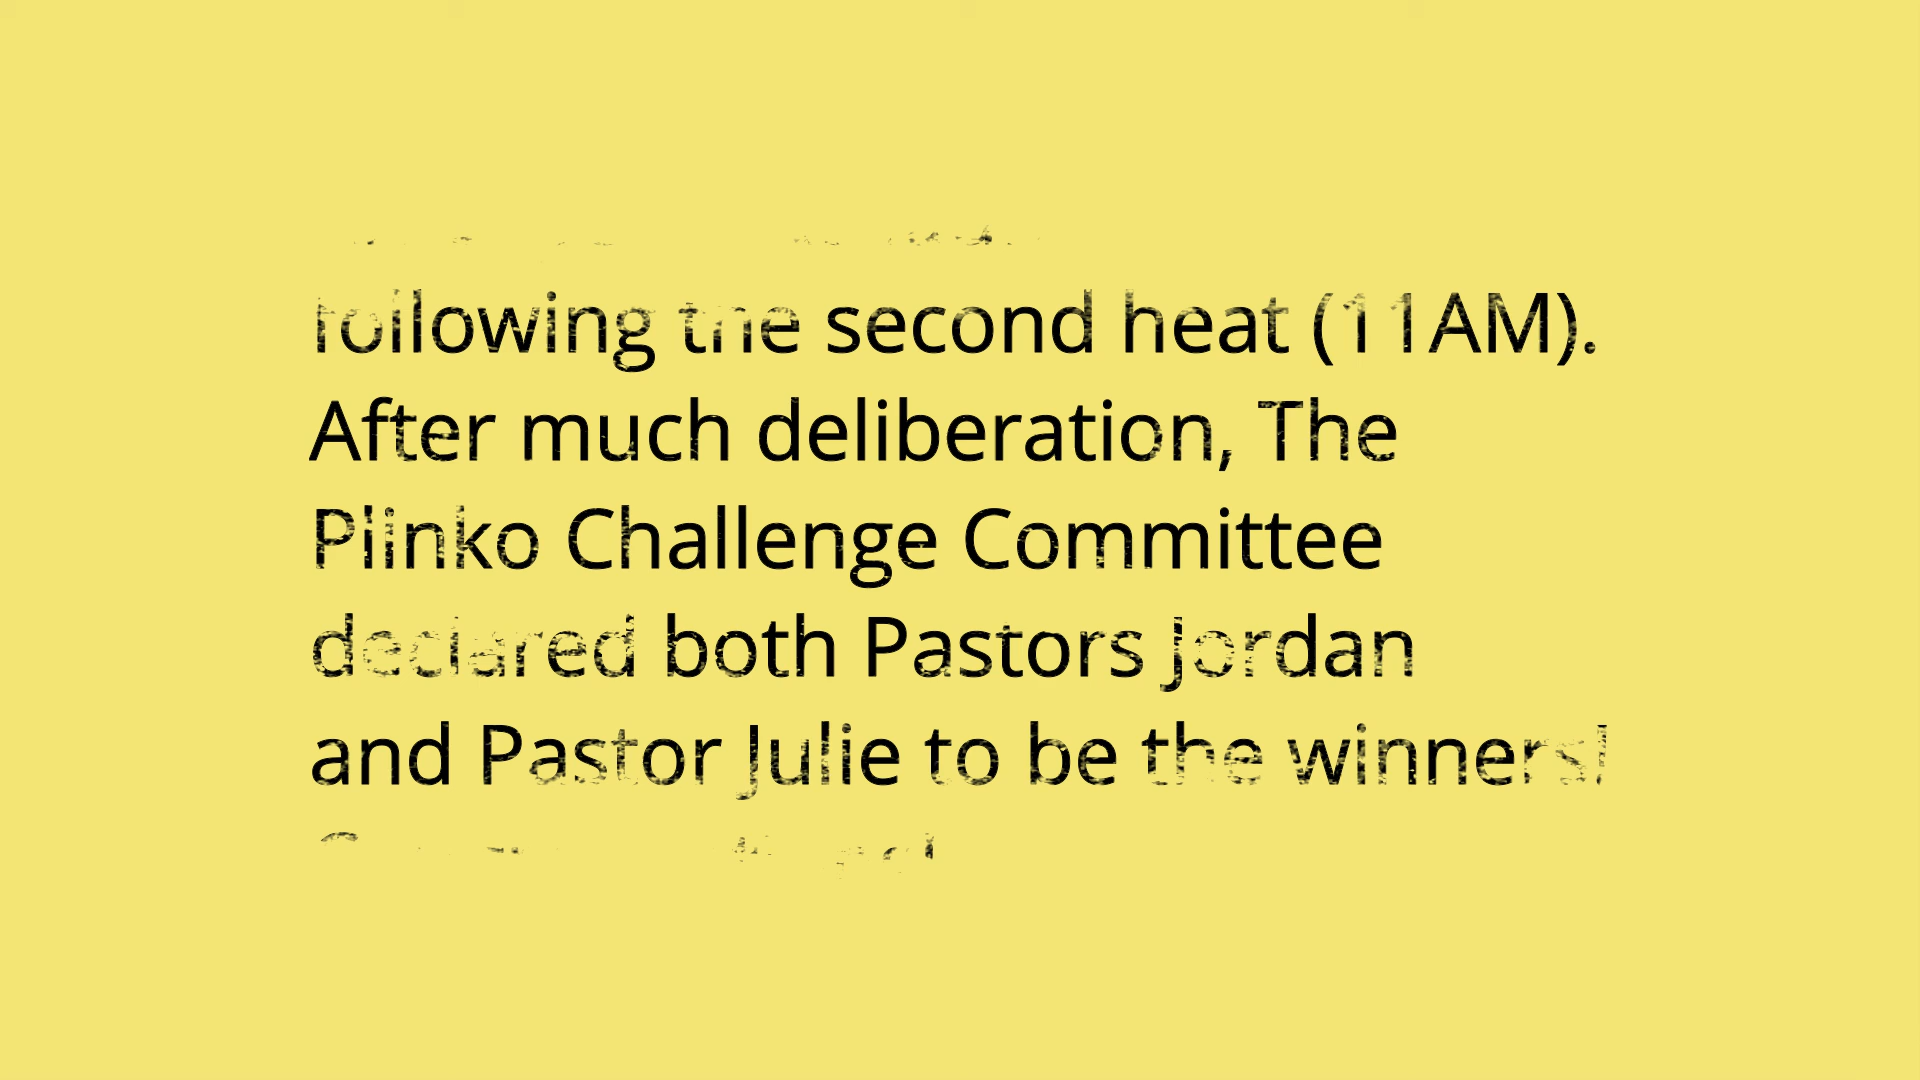 following the second heat (11AM).
After much deliberation, The
Plinko Challenge Committee
declared both Pastors Jordan
and Pastor Julie to be the winners!